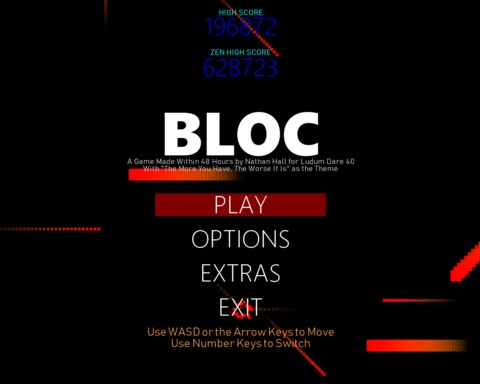 HIGH SCORE
196872
ZEN HIGH SCORE
628723
BLOC
A Game Made Within 48 Hours by Nathan Hall for Ludum Dare 40
With "The More You Have, The Worse It Is" as the Theme
PLAY
OPTIONS
EXTRAS
EXIT
Use WASD or the Arrow Keys to Move
Use Number Keys to Switch